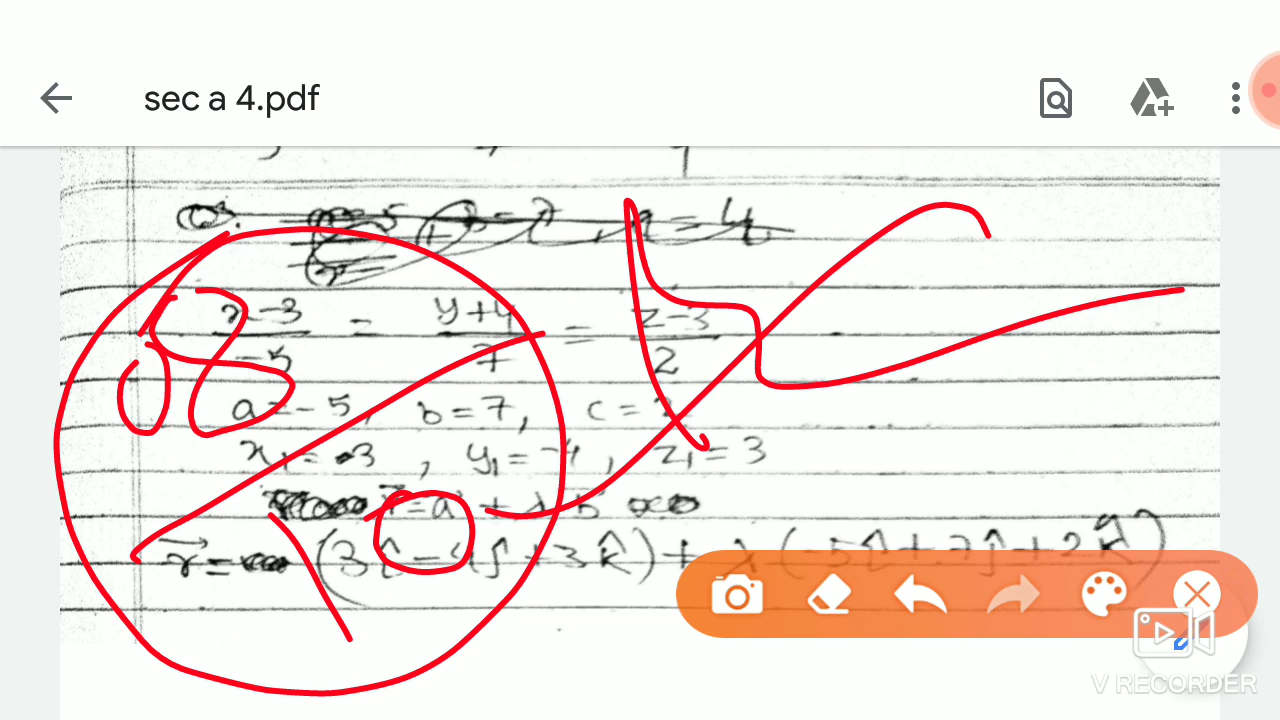 sec a 4.pdf
x-3/-5 = y+4/7 = z-3/2
a=-5, b=7, c=2
x₁=3, y₁=-4, z₁=3
r=a+λb
r⃗= (3î-4ĵ+3k̂)+λ(-5î+7ĵ+2k̂)
V RECORDER